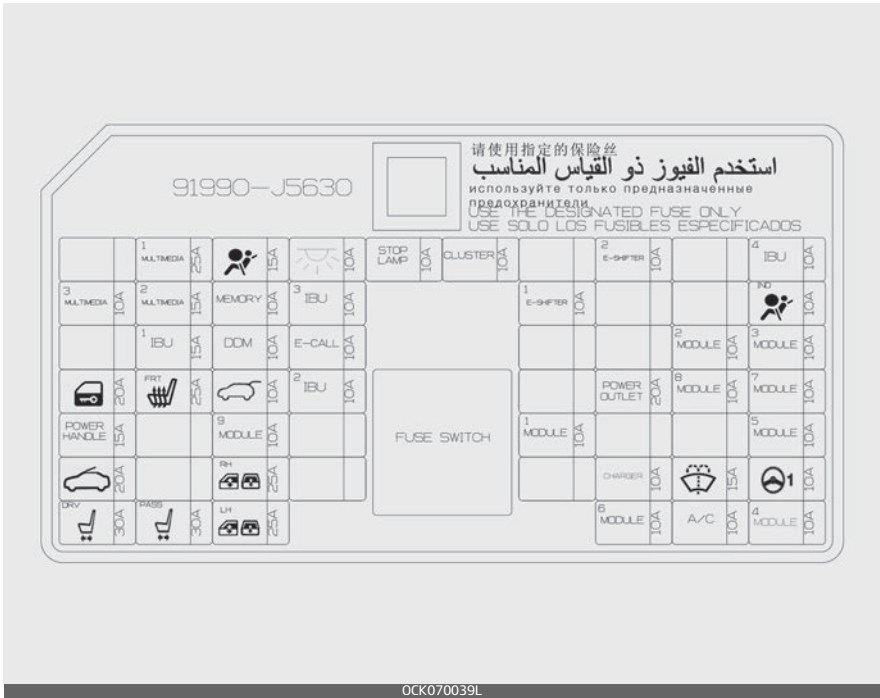 请使用指定的保险丝
استخدم الفيوز ذو القياس المناسب
используйте только предназначенные
предохранители
USE THE DESIGNATED FUSE ONLY
USE SOLO LOS FUSIBLES ESPECIFICADOS
91990-J5630
1 MULTIMEDIA 25A
15A
10A
STOP LAMP 10A
CLUSTER 10A
2 E-SHIFTER 10A
4 IBU 10A
3 MULTIMEDIA 10A
2 MULTIMEDIA 15A
MEMORY 10A
3 IBU 10A
1 E-SHIFTER 10A
IND 10A
1 IBU 15A
DDM 10A
E-CALL 10A
2 MODULE 10A
3 MODULE 10A
20A
FRT 25A
10A
2 IBU 10A
POWER OUTLET 20A
8 MODULE 10A
7 MODULE 10A
POWER HANDLE 15A
9 MODULE 10A
FUSE SWITCH
1 MODULE 10A
5 MODULE 10A
20A
RH 25A
CHARGER 10A
15A
1 10A
DRV 30A
PASS 30A
LH 25A
6 MODULE 10A
A/C 10A
4 MODULE 10A
OCK070039L